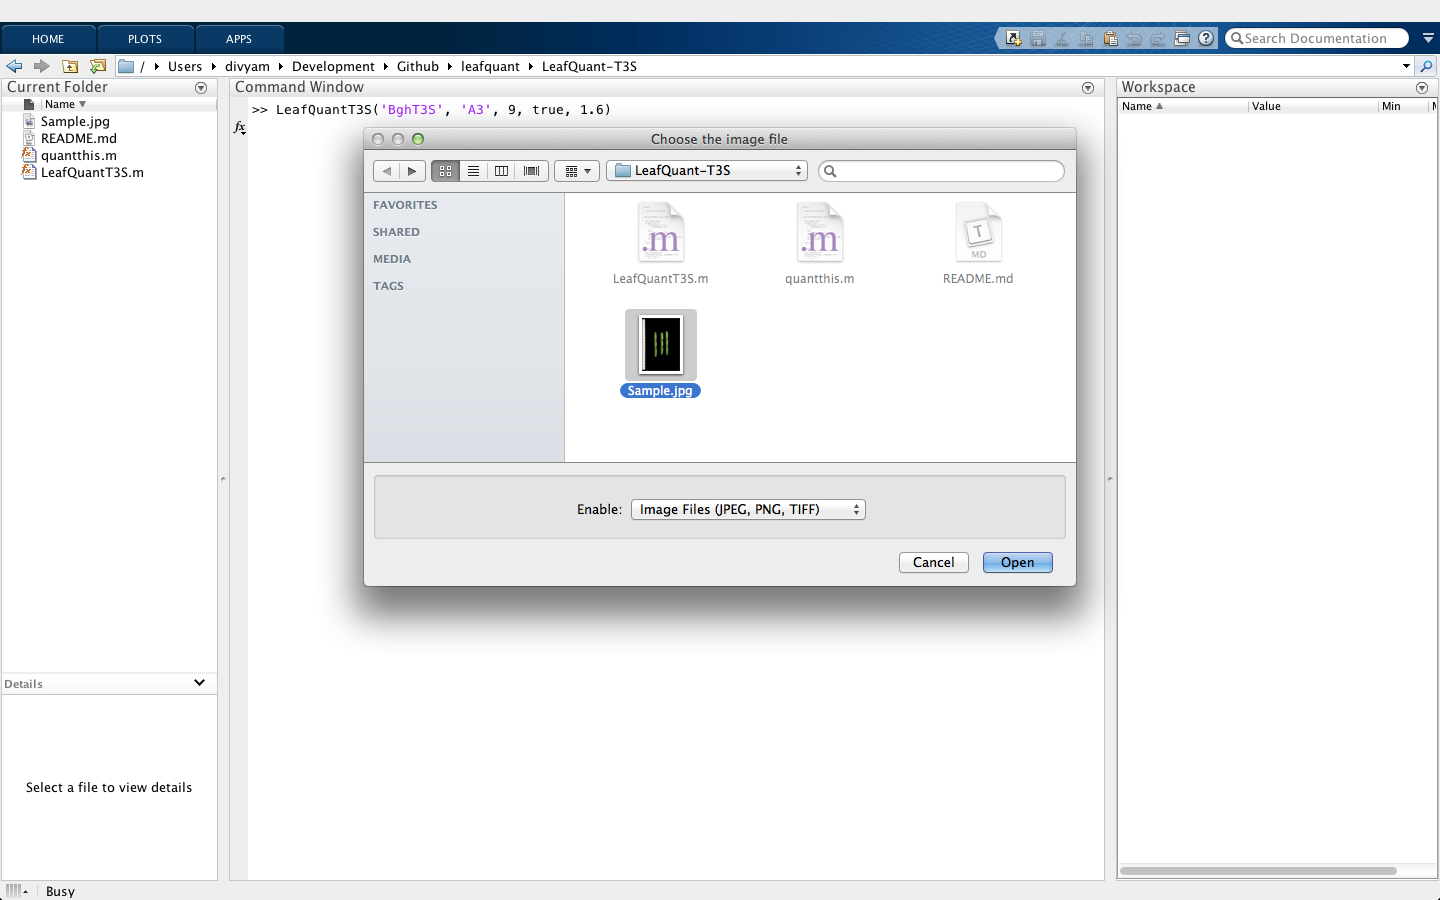 HOME PLOTS APPS
Search Documentation
/ Users divyam Development Github leafquant LeafQuant-T3S
Current Folder
Name
Sample.jpg
README.md
quantthis.m
LeafQuantT3S.m
Details
Select a file to view details
Busy
Command Window
>> LeafQuantT3S('BghT3S', 'A3', 9, true, 1.6)
fx
Choose the image file
LeafQuant-T3S
FAVORITES
SHARED
MEDIA
TAGS
.m .m T MD
LeafQuantT3S.m quantthis.m README.md
Sample.jpg
Enable: Image Files (JPEG, PNG, TIFF)
Cancel Open
Workspace
Name Value Min